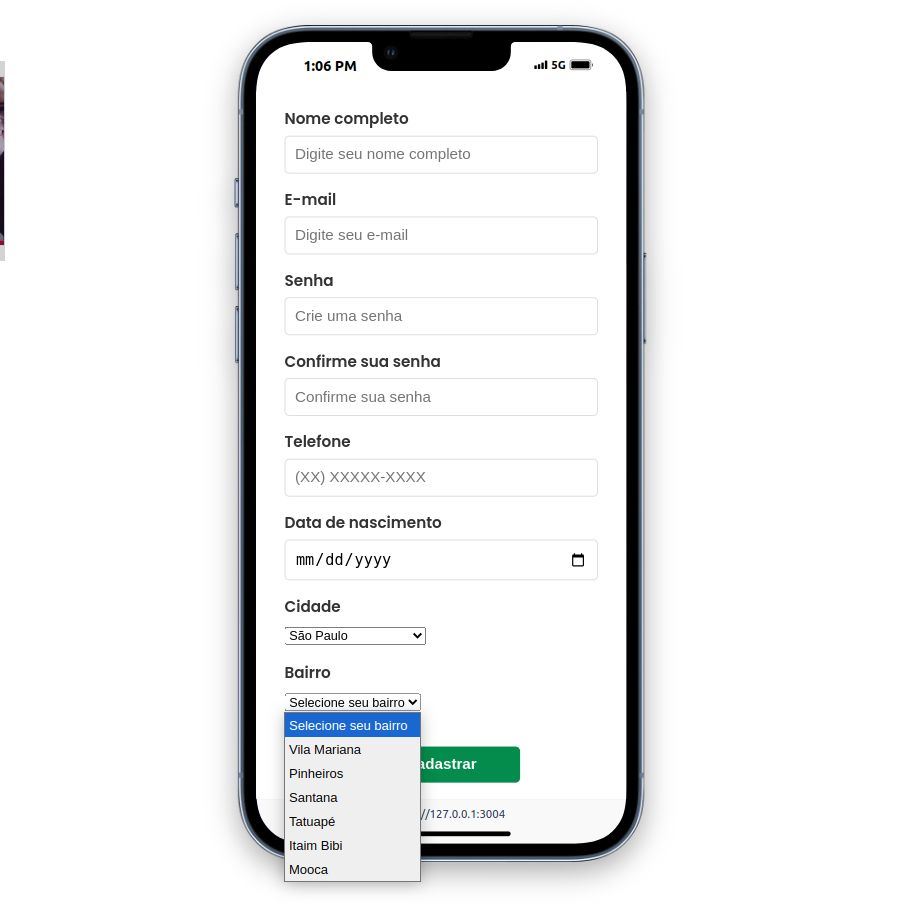 1:06 PM
5G
Nome completo
Digite seu nome completo
E-mail
Digite seu e-mail
Senha
Crie uma senha
Confirme sua senha
Confirme sua senha
Telefone
(XX) XXXXX-XXXX
Data de nascimento
mm/dd/yyyy
Cidade
São Paulo
Bairro
Selecione seu bairro
Selecione seu bairro
Vila Mariana
Pinheiros
Santana
Tatuapé
Itaim Bibi
Mooca
adastrar
//127.0.0.1:3004